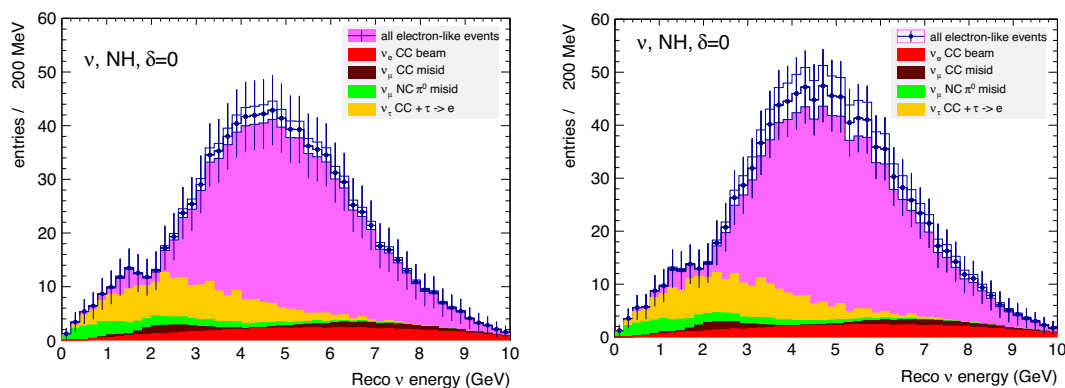 entries / 200 MeV
60
50
40
30
20
10
0
ν, NH, δ=0
all electron-like events
νe CC beam
νμ CC misid
νμ NC π⁰ misid
ντ CC + τ -> e
0 1 2 3 4 5 6 7 8 9 10
Reco ν energy (GeV)
entries / 200 MeV
60
50
40
30
20
10
0
ν, NH, δ=0
all electron-like events
νe CC beam
νμ CC misid
νμ NC π⁰ misid
ντ CC + τ -> e
0 1 2 3 4 5 6 7 8 9 10
Reco ν energy (GeV)